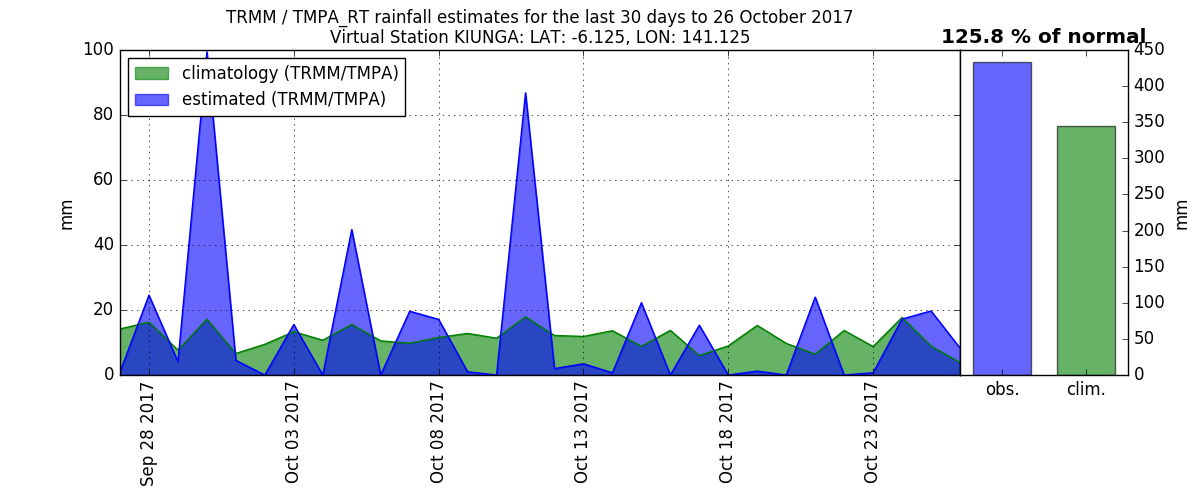 TRMM / TMPA_RT rainfall estimates for the last 30 days to 26 October 2017
Virtual Station KIUNGA: LAT: -6.125, LON: 141.125
125.8 % of normal
climatology (TRMM/TMPA)
estimated (TRMM/TMPA)
100
80
60
40
20
0
mm
Sep 28 2017
Oct 03 2017
Oct 08 2017
Oct 13 2017
Oct 18 2017
Oct 23 2017
450
400
350
300
250
200
150
100
50
0
mm
obs.
clim.